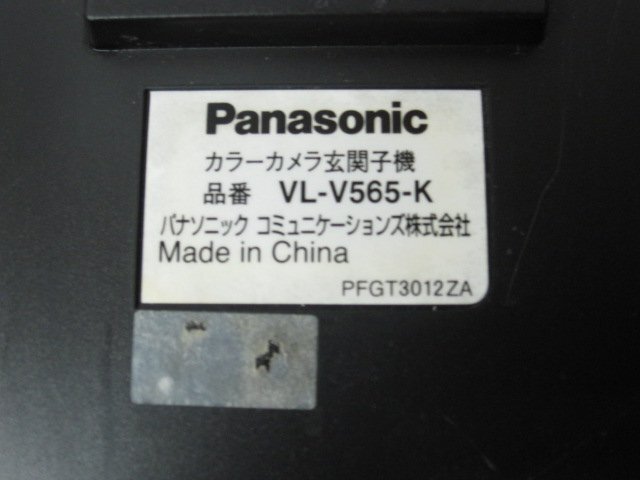 Panasonic
カラーカメラ玄関子機
品番 VL-V565-K
パナソニック コミュニケーションズ株式会社
Made in China
PFGT3012ZA